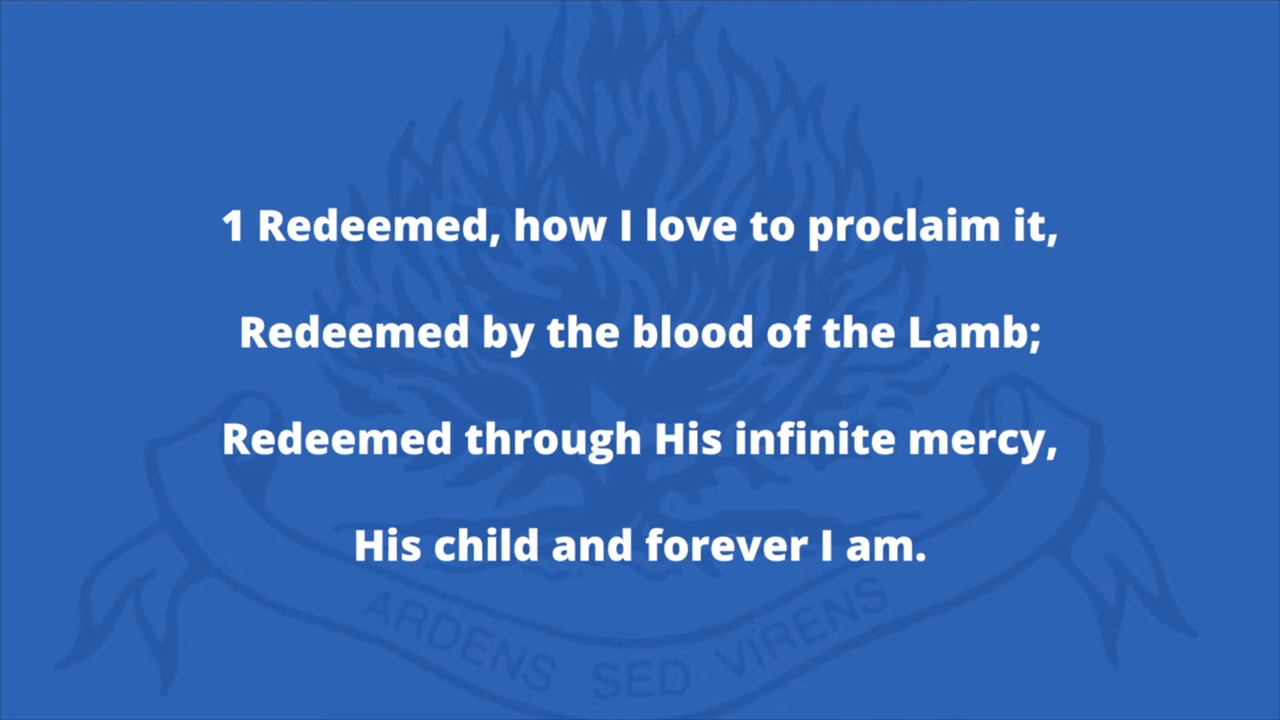 1 Redeemed, how I love to proclaim it,
Redeemed by the blood of the Lamb;
Redeemed through His infinite mercy,
His child and forever I am.
ARDENS SED VIRENS